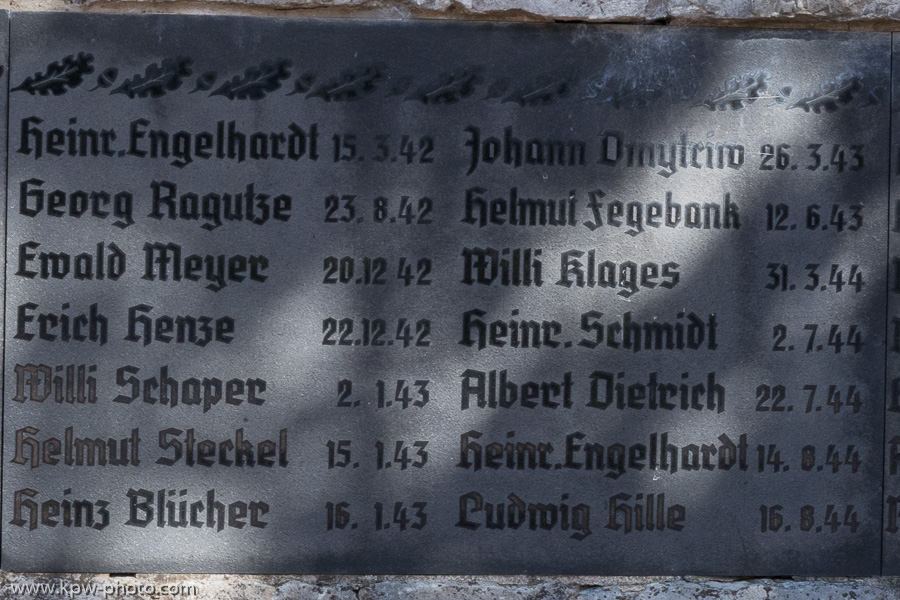 Heinr. Engelhardt 15. 3.42
Georg Ragutze 23. 8.42
Ewald Meyer 20.12 42
Erich Henze 22.12.42
Willi Schaper 2. 1.43
Helmut Steckel 15. 1.43
Heinz Blücher 16. 1.43
Johann 26. 3.43
Helmut Fegebank 12. 6.43
Willi Klages 31. 3.44
Heinr. Schmidt 2. 7.44
Albert Dietrich 22. 7.44
Heinr. Engelhardt 14. 8.44
Ludwig Hille 16. 8.44
www.kpw-photo.com